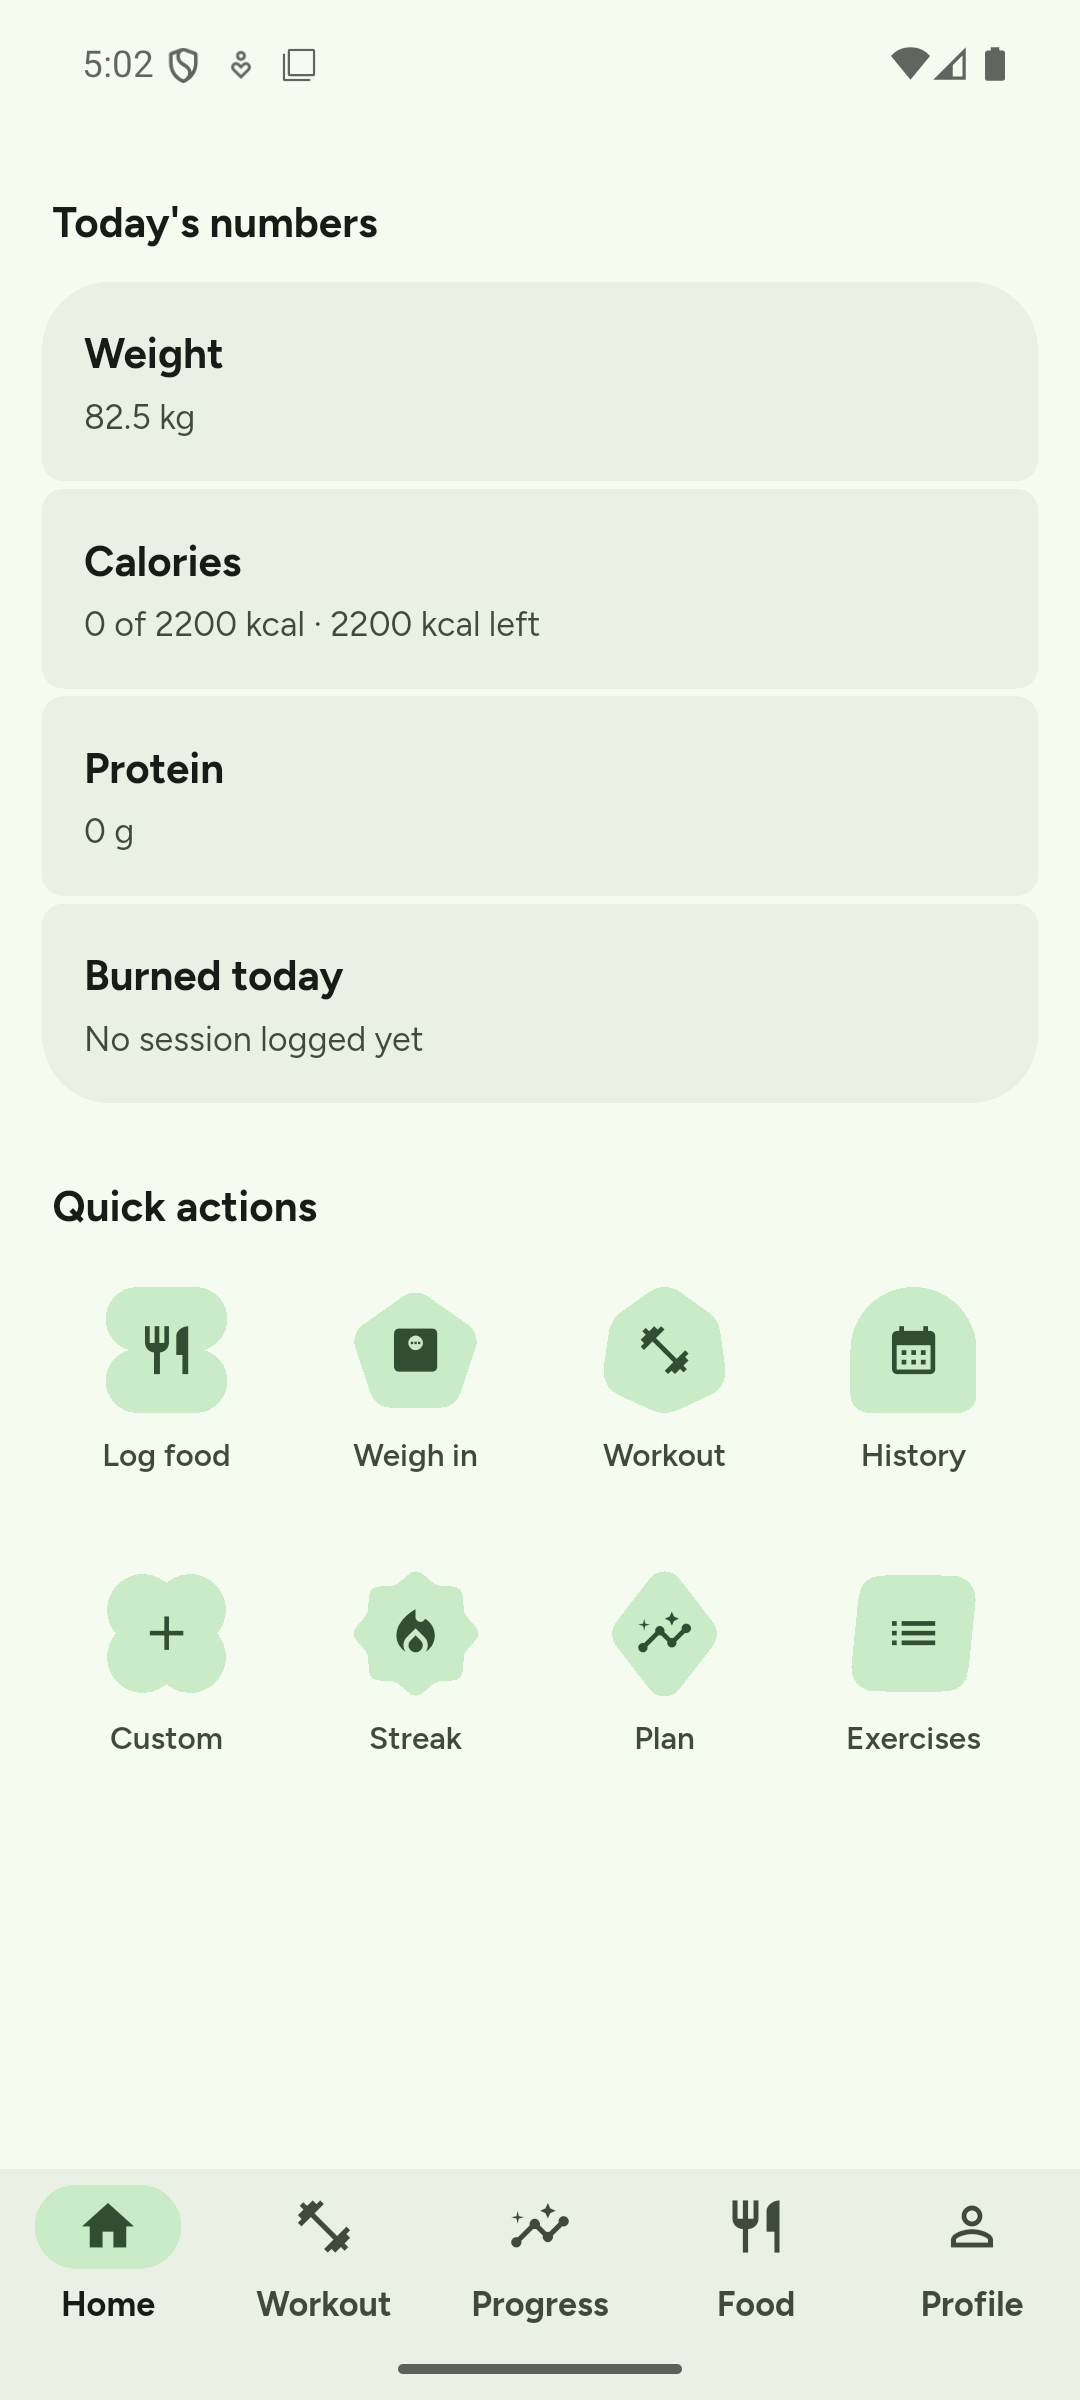 5:02
Today's numbers
Weight
82.5 kg
Calories
0 of 2200 kcal · 2200 kcal left
Protein
0 g
Burned today
No session logged yet
Quick actions
Log food
Weigh in
Workout
History
Custom
Streak
Plan
Exercises
Home
Workout
Progress
Food
Profile